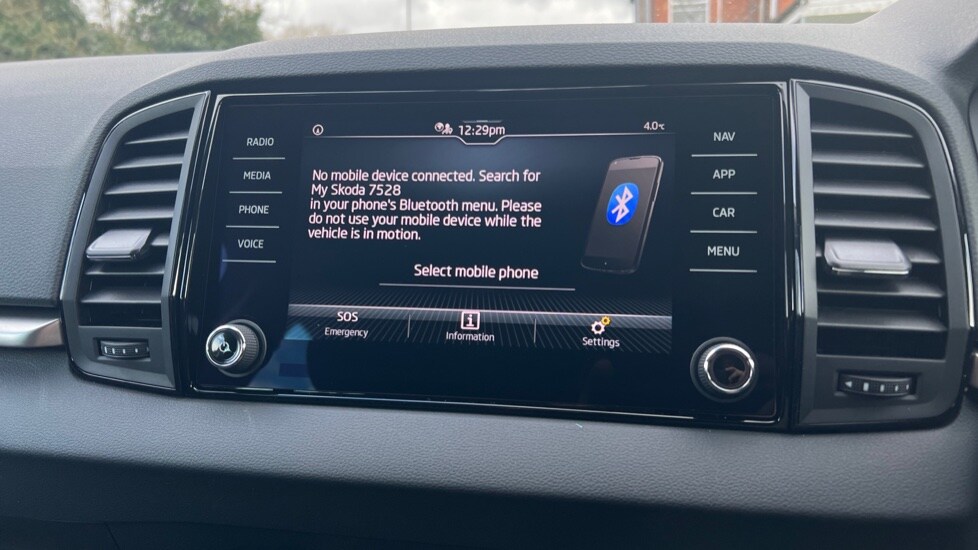 RADIO
MEDIA
PHONE
VOICE
12:29pm
4.0°C
No mobile device connected. Search for
My Skoda 7528
in your phone's Bluetooth menu. Please
do not use your mobile device while the
vehicle is in motion.
Select mobile phone
SOS
Emergency
Information
Settings
NAV
APP
CAR
MENU